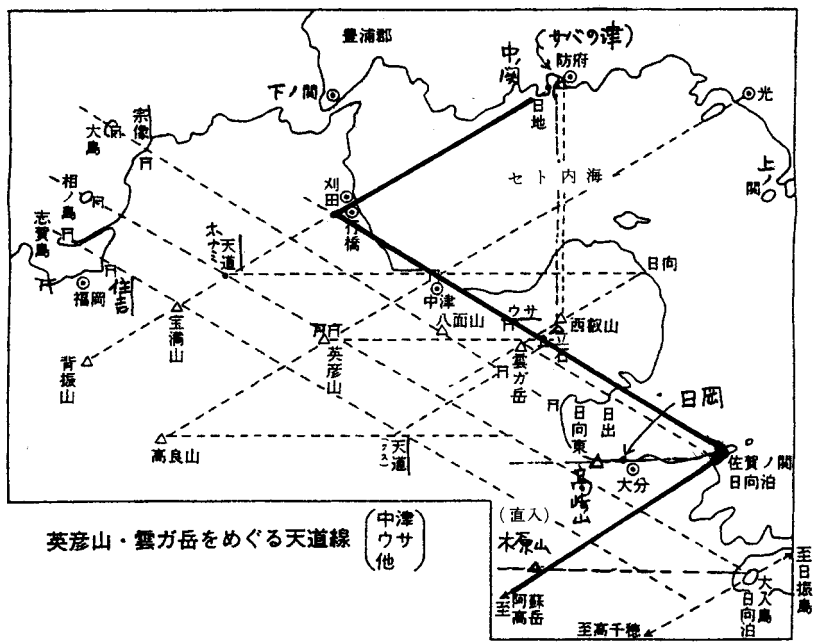 豊浦郡
(サバの津)
中ノ関
防府
下ノ関
光
日地
大島
宗像
上ノ関
セト内海
相ノ島
刈田
行橋
志賀島
天道
日向
福岡
住吉
中津
宝満山
八面山
ウサ
西叡山
立石
背振山
英彦山
雲ガ岳
日岡
日出
日向東
高良山
天道
高崎山
大分
佐賀ノ関
日向泊
(直入)
英彦山・雲ガ岳をめぐる天道線(中津 ウサ 他)
至阿蘇高岳
大入島
日向泊
至日振島
至高千穂